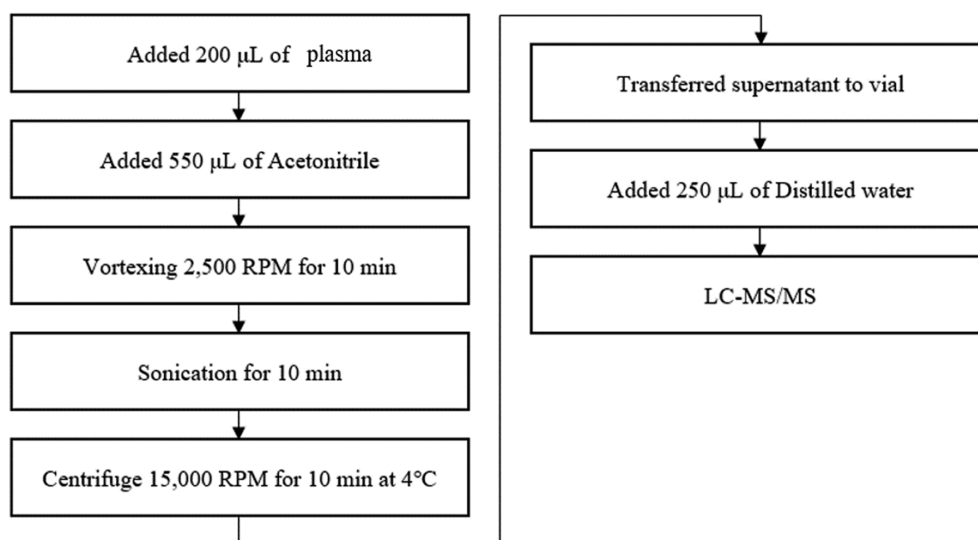 Added 200 μL of plasma
Added 550 μL of Acetonitrile
Vortexing 2,500 RPM for 10 min
Sonication for 10 min
Centrifuge 15,000 RPM for 10 min at 4℃
Transferred supernatant to vial
Added 250 μL of Distilled water
LC-MS/MS